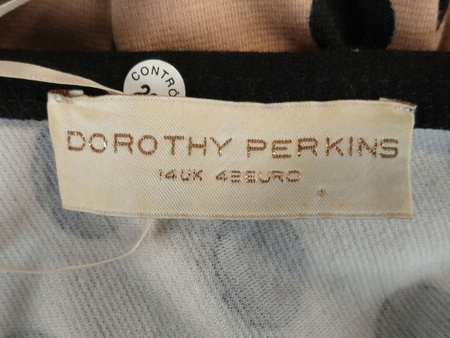 CONTRÔ
DOROTHY PERKINS
14UK 42EURO